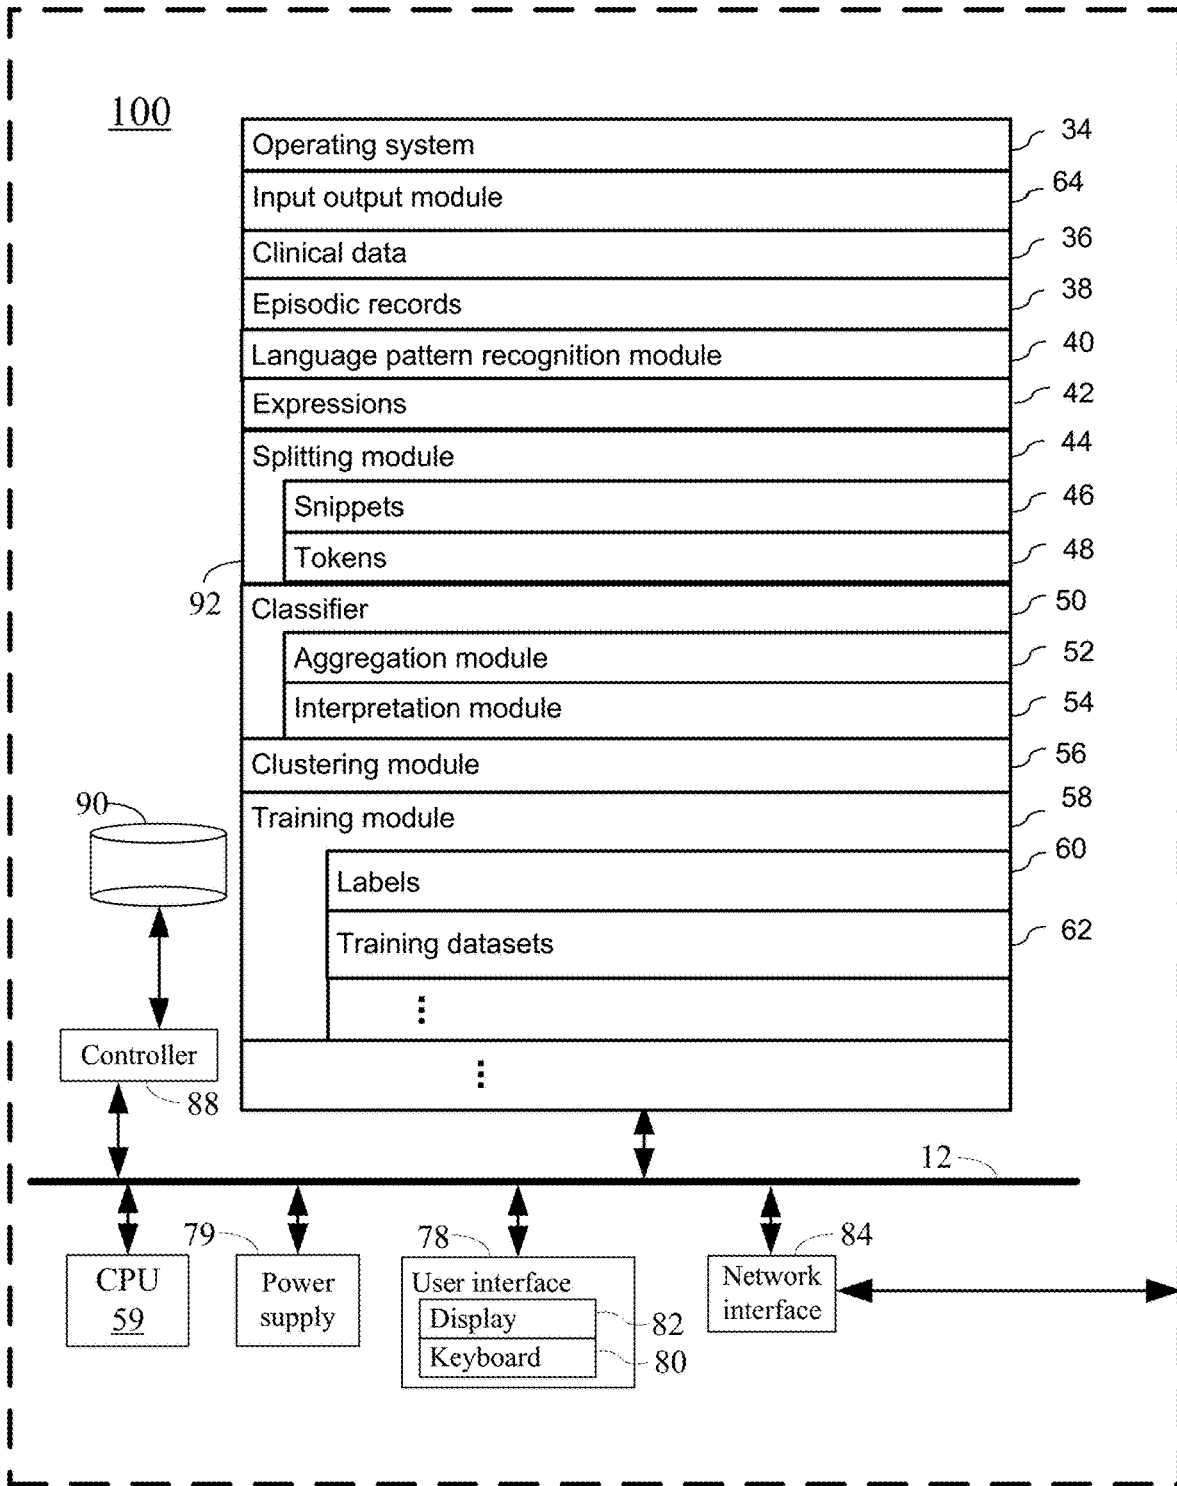 100
Operating system 34
Input output module 64
Clinical data 36
Episodic records 38
Language pattern recognition module 40
Expressions 42
Splitting module 44
Snippets 46
Tokens 48
92
Classifier 50
Aggregation module 52
Interpretation module 54
Clustering module 56
Training module 58
90
Labels 60
Training datasets 62
⋮
Controller
⋮
88
12
79
78
84
CPU
59
Power
supply
User interface
Display 82
Keyboard 80
Network
interface